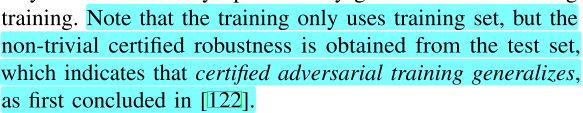 training. Note that the training only uses training set, but the
non-trivial certified robustness is obtained from the test set,
which indicates that certified adversarial training generalizes,
as first concluded in [122].